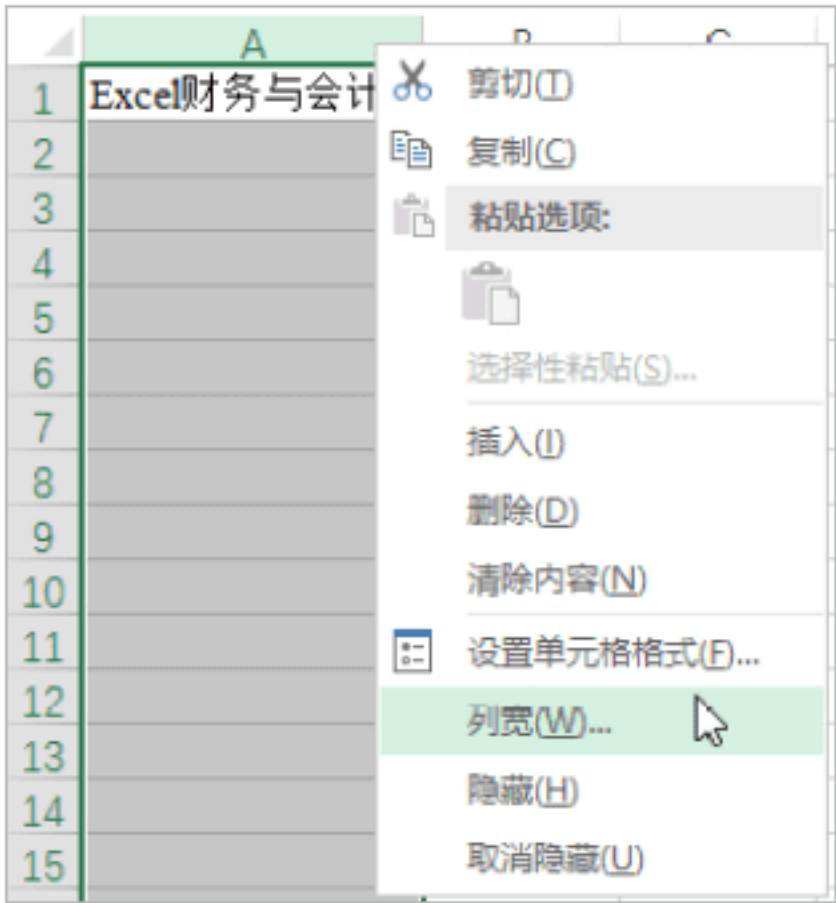 A
1 Excel财务与会计
2
3
4
5
6
7
8
9
10
11
12
13
14
15
剪切(T)
复制(C)
粘贴选项:
选择性粘贴(S)...
插入(I)
删除(D)
清除内容(N)
设置单元格格式(F)...
列宽(W)...
隐藏(H)
取消隐藏(U)